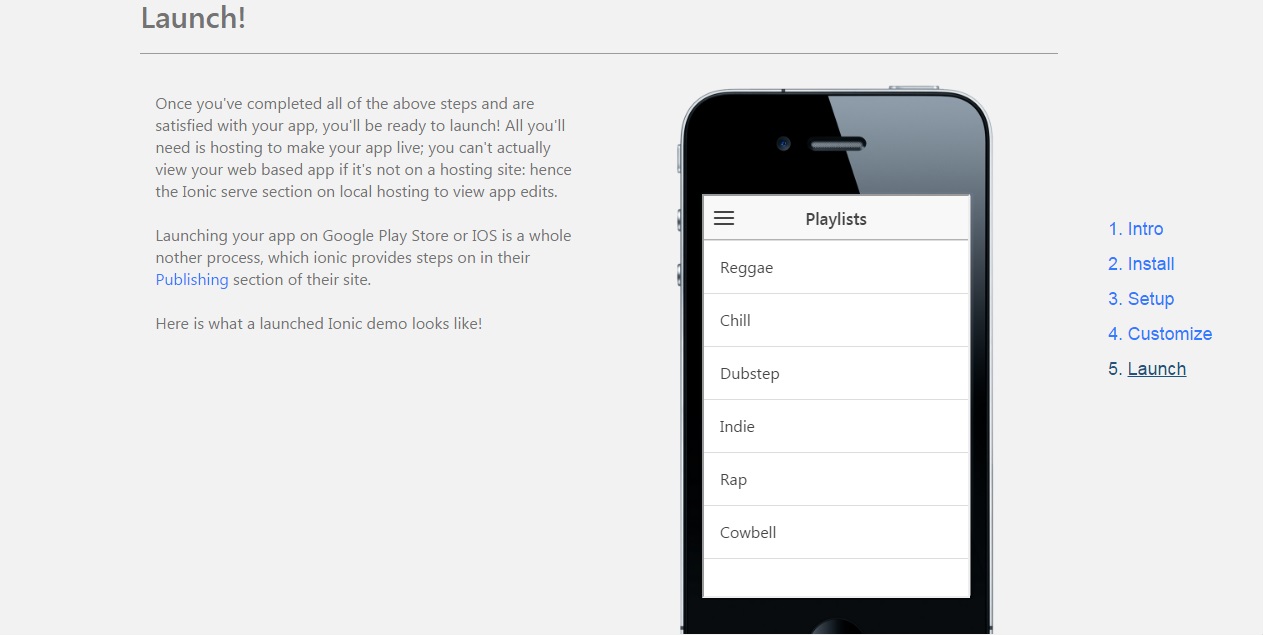 Launch!
Once you've completed all of the above steps and are
satisfied with your app, you'll be ready to launch! All you'll
need is hosting to make your app live; you can't actually
view your web based app if it's not on a hosting site: hence
the Ionic serve section on local hosting to view app edits.
Launching your app on Google Play Store or IOS is a whole
nother process, which ionic provides steps on in their
Publishing section of their site.
Here is what a launched Ionic demo looks like!
Playlists
Reggae
Chill
Dubstep
Indie
Rap
Cowbell
1. Intro
2. Install
3. Setup
4. Customize
5. Launch